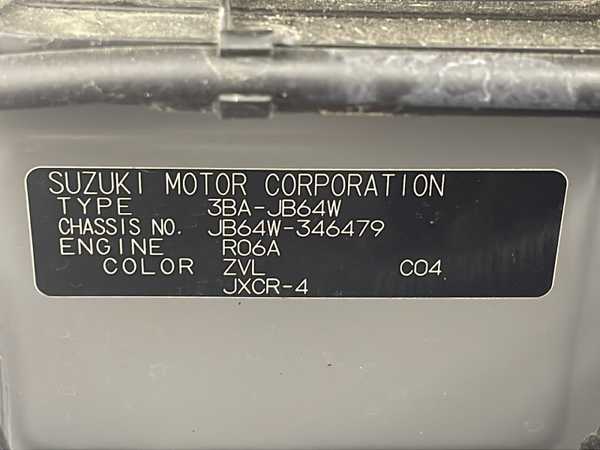 SUZUKI MOTOR CORPORATION
TYPE 3BA-JB64W
CHASSIS NO. JB64W-346479
ENGINE R06A
COLOR ZVL C04
JXCR-4